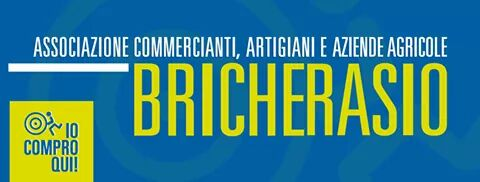 ASSOCIAZIONE COMMERCIANTI, ARTIGIANI E AZIENDE AGRICOLE
BRICHERASIO
IO
COMPRO
QUI!